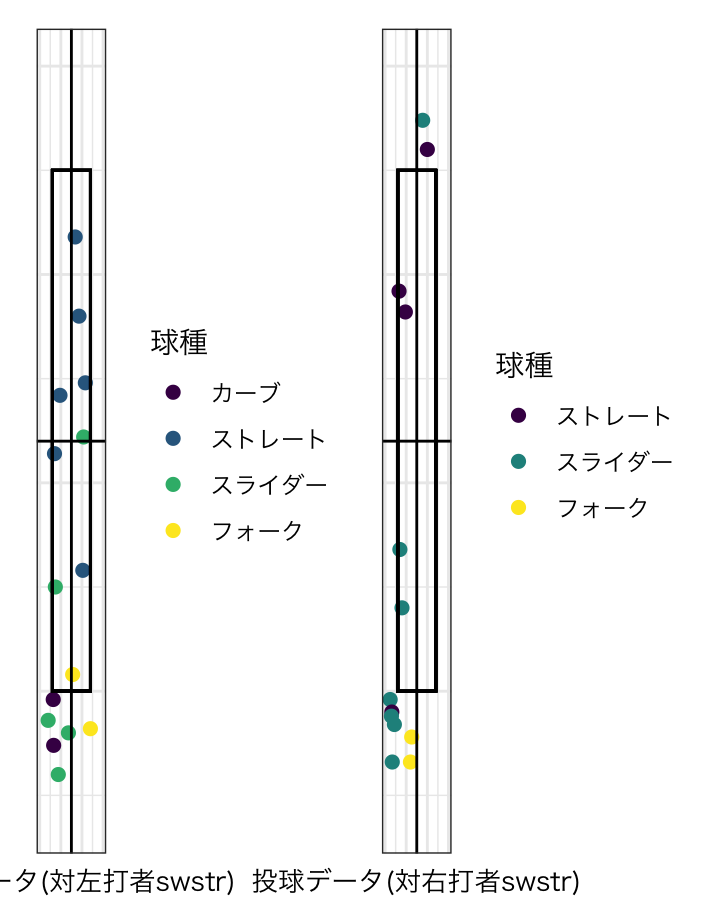 球種
カーブ
ストレート
スライダー
フォーク
球種
ストレート
スライダー
フォーク
ータ(対左打者swstr)
投球データ(対右打者swstr)